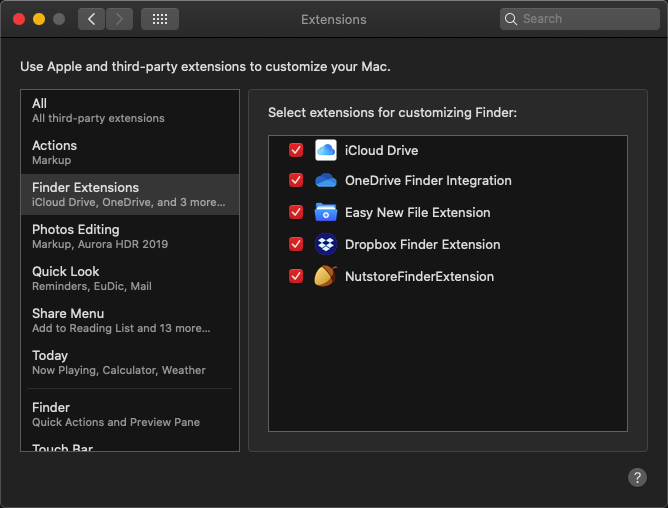 Extensions
Search
Use Apple and third-party extensions to customize your Mac.
All
All third-party extensions
Actions
Markup
Finder Extensions
iCloud Drive, OneDrive, and 3 more...
Photos Editing
Markup, Aurora HDR 2019
Quick Look
Reminders, EuDic, Mail
Share Menu
Add to Reading List and 13 more...
Today
Now Playing, Calculator, Weather
Finder
Quick Actions and Preview Pane
Touch Bar
Select extensions for customizing Finder:
iCloud Drive
OneDrive Finder Integration
Easy New File Extension
Dropbox Finder Extension
NutstoreFinderExtension
?